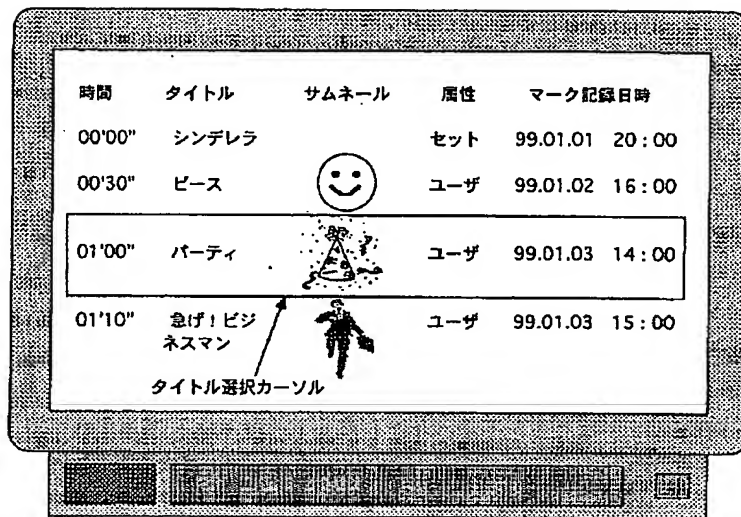 時間 タイトル サムネール 属性 マーク記録日時
00'00" シンデレラ セット 99.01.01 20:00
00'30" ピース ユーザ 99.01.02 16:00
01'00" パーティ ユーザ 99.01.03 14:00
01'10" 急げ!ビジ ユーザ 99.01.03 15:00
ネスマン
タイトル選択カーソル